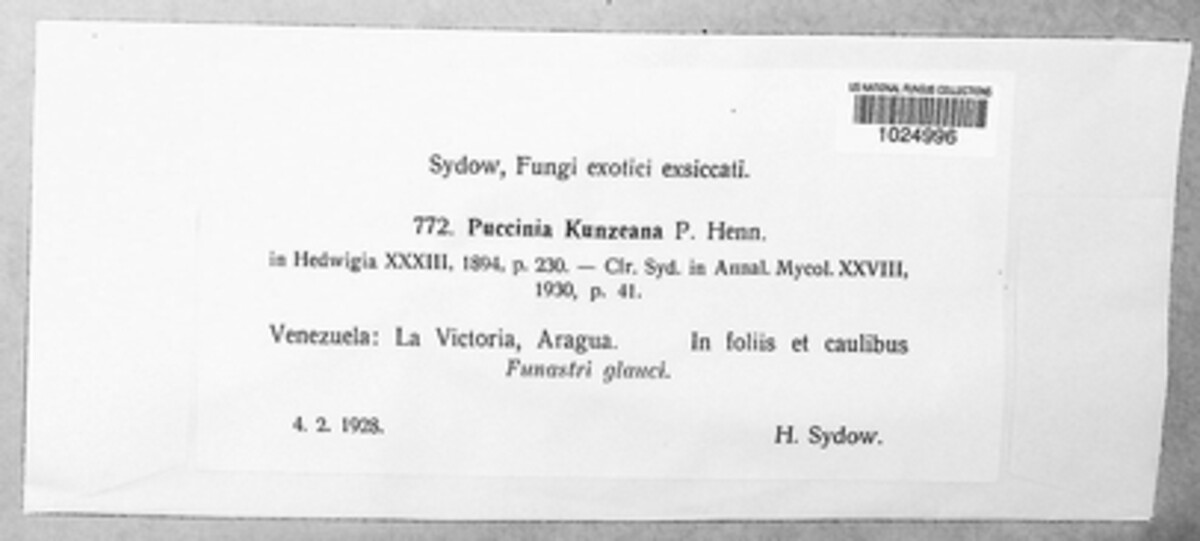 US NATIONAL FUNGUS COLLECTIONS
1024996
Sydow, Fungi exotici exsiccati.
772. Puccinia Kunzeana P. Henn.
in Hedwigia XXXIII, 1894, p. 230. — Cfr. Syd. in Annal. Mycol. XXVIII,
1930, p. 41.
Venezuela: La Victoria, Aragua. In foliis et caulibus
Funastri glauci.
4. 2. 1928. H. Sydow.